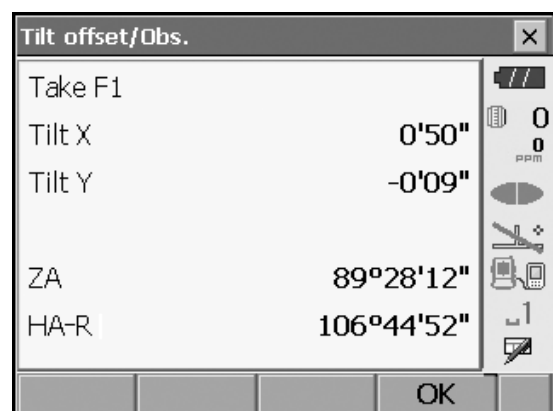 Tilt offset/Obs.
Take F1
Tilt X 0'50"
Tilt Y -0'09"
ZA 89°28'12"
HA-R 106°44'52"
0
0
PPM
1
OK